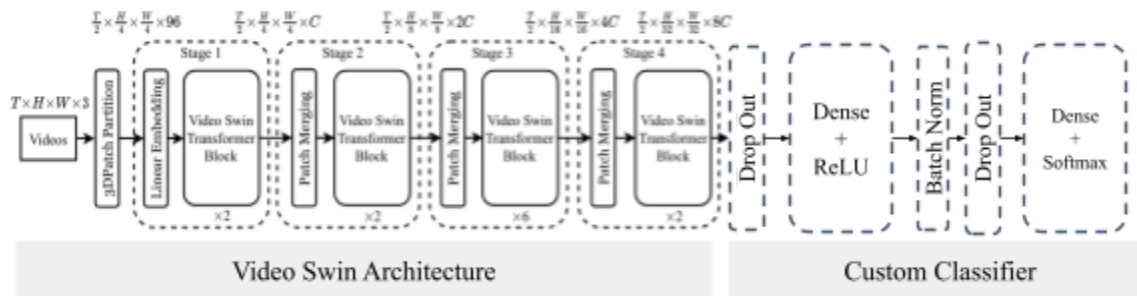 T/2 × H/4 × W/4 × 96
T/2 × H/4 × W/4 × C
T/2 × H/8 × W/8 × 2C
T/2 × H/16 × W/16 × 4C
T/2 × H/32 × W/32 × 8C
Stage 1
Stage 2
Stage 3
Stage 4
T × H × W × 3
Videos
3DPatch Partition
Linear Embedding
Video Swin
Transformer
Block
×2
Patch Merging
Video Swin
Transformer
Block
×2
Patch Merging
Video Swin
Transformer
Block
×6
Patch Merging
Video Swin
Transformer
Block
×2
Drop Out
Dense
+
ReLU
Batch Norm
Drop Out
Dense
+
Softmax
Video Swin Architecture
Custom Classifier